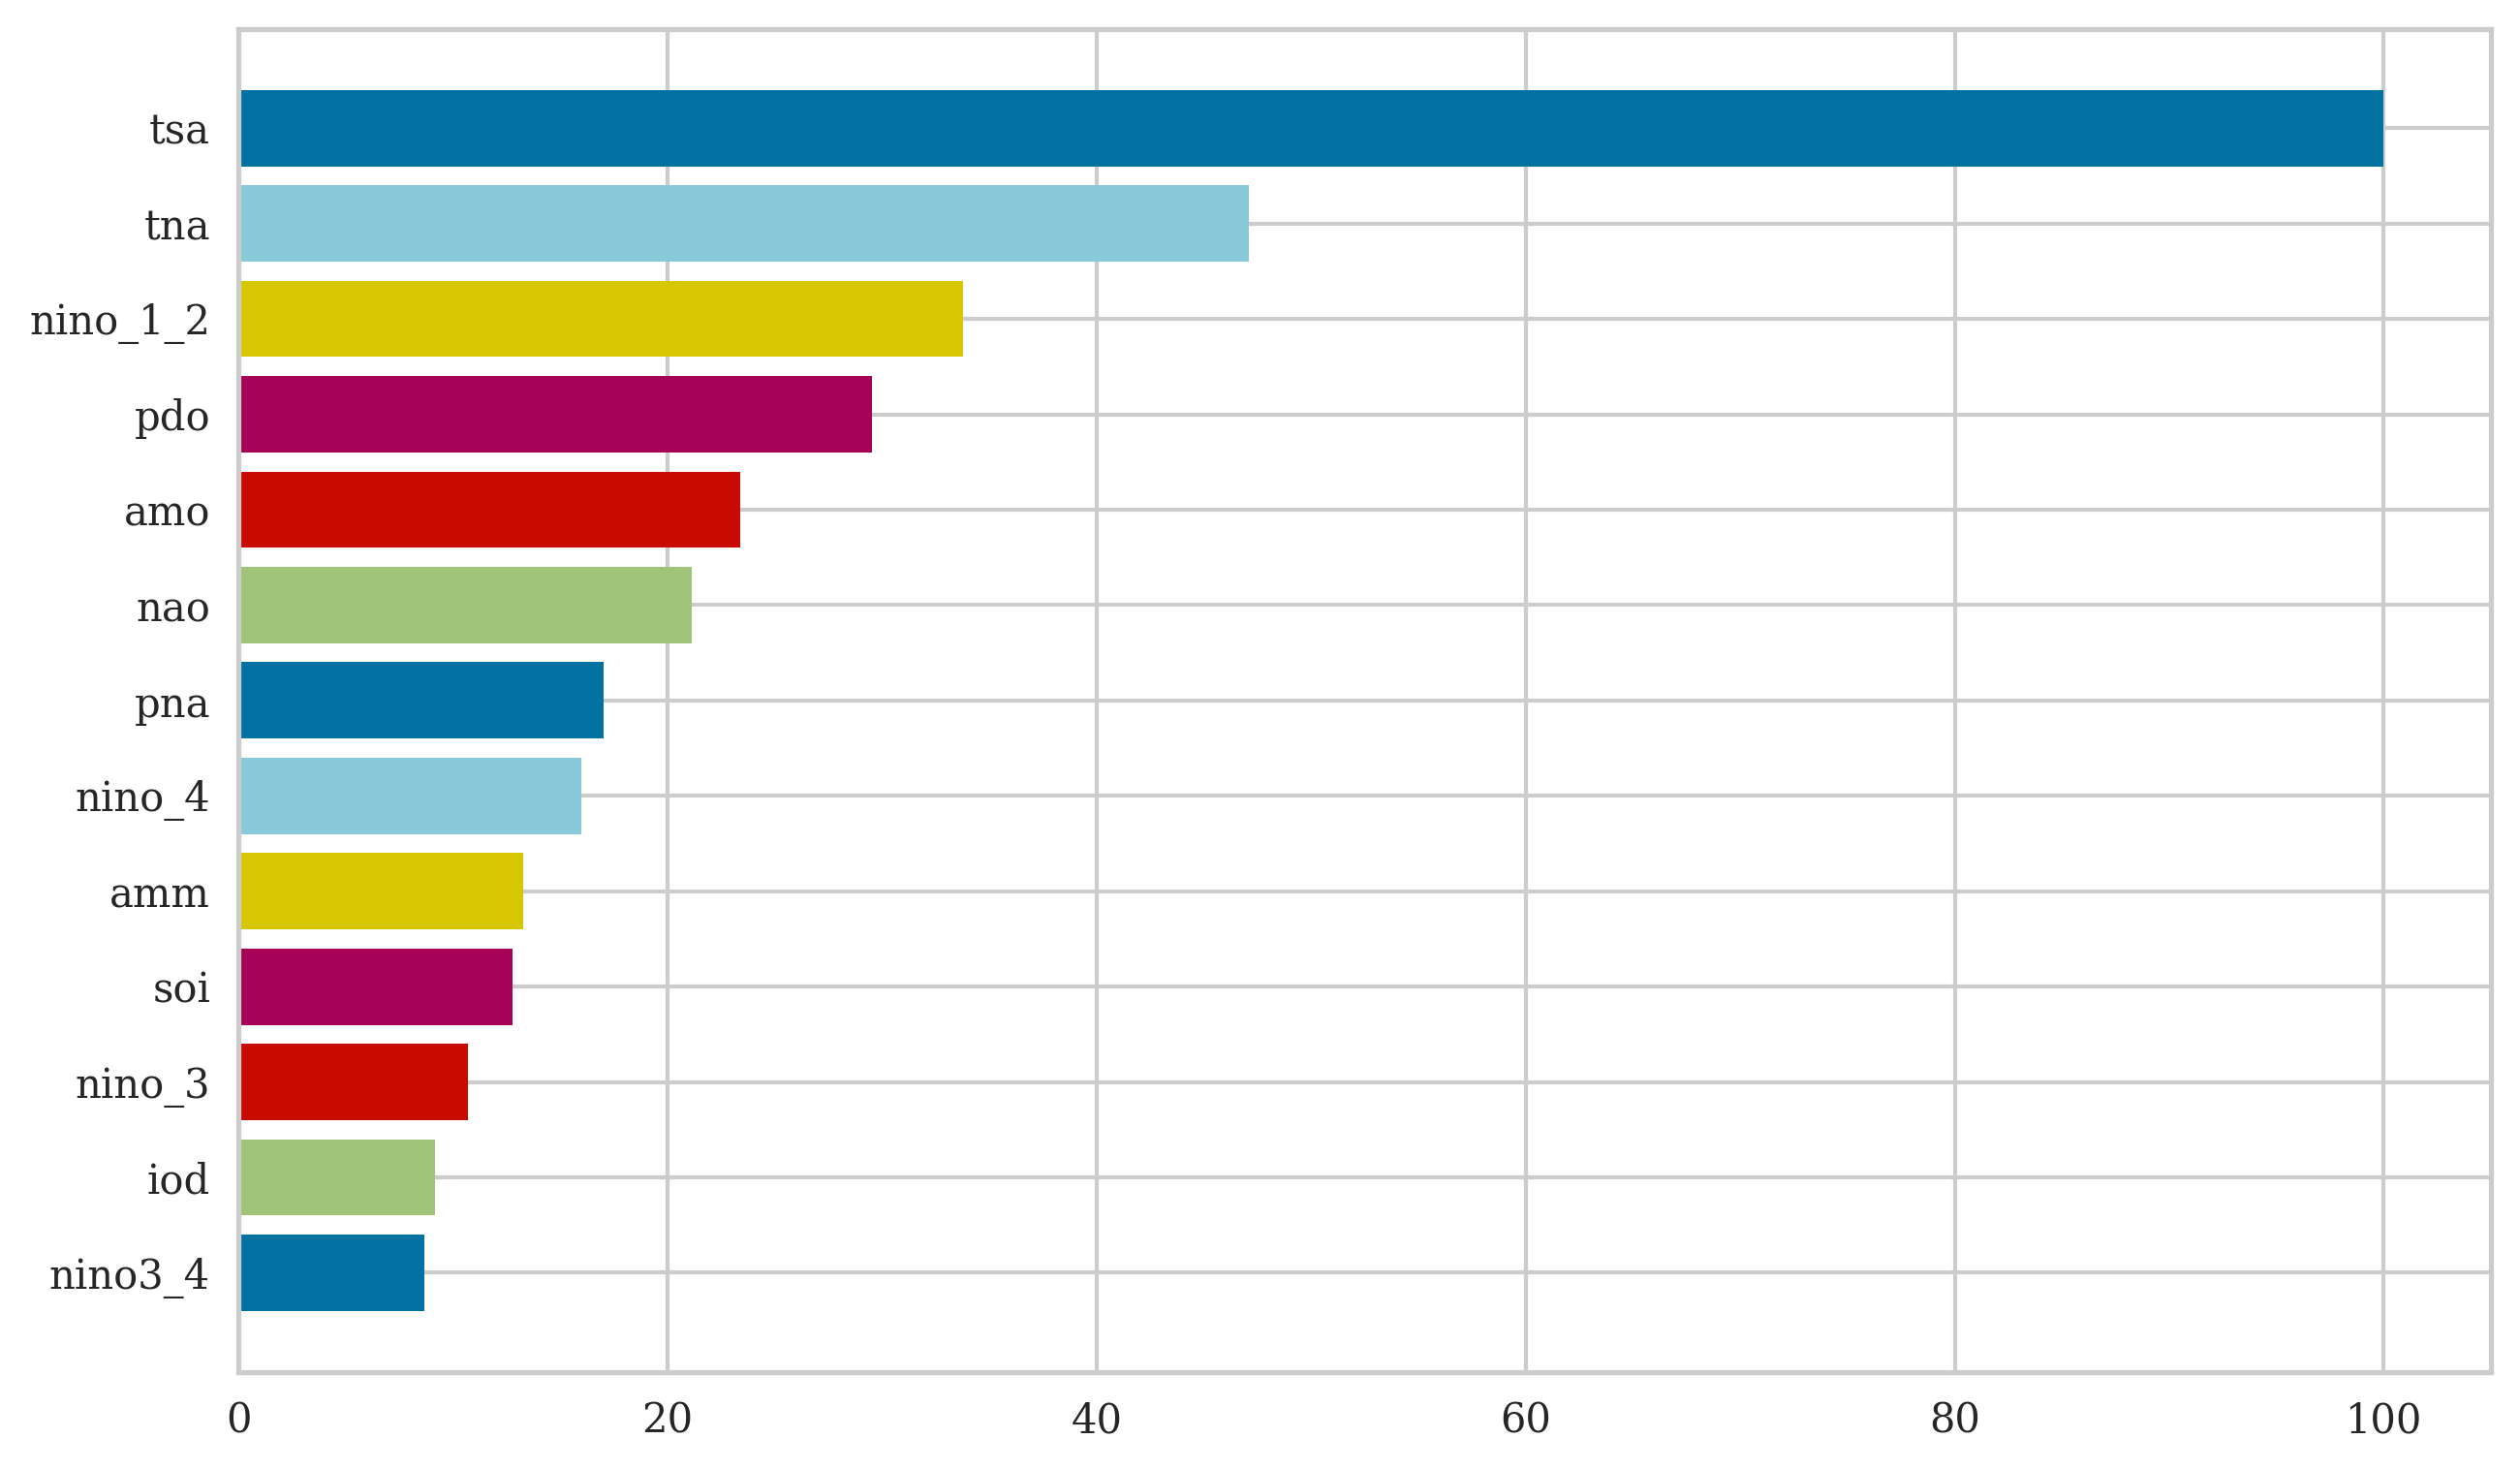 tsa
tna
nino_1_2
pdo
amo
nao
pna
nino_4
amm
soi
nino_3
iod
nino3_4
0 20 40 60 80 100